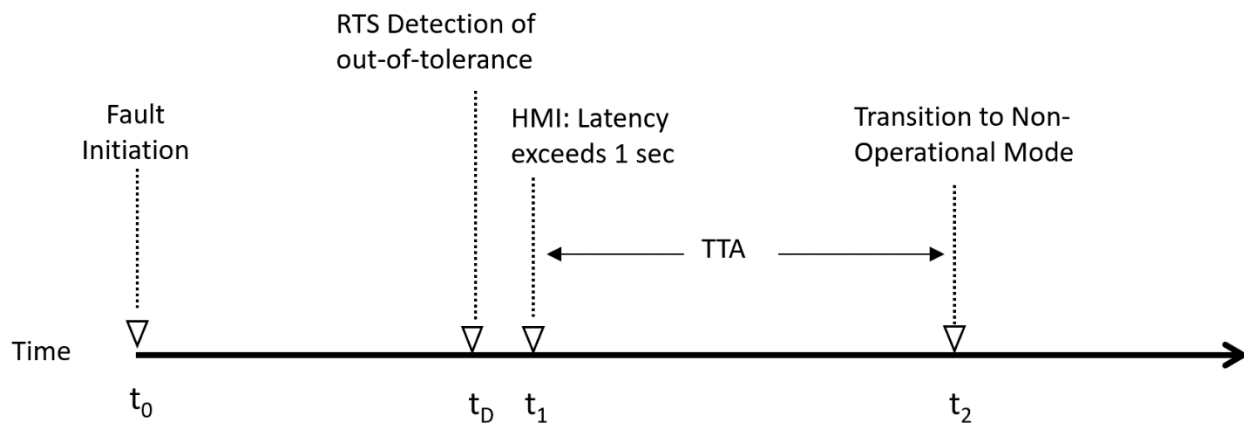 RTS Detection of
out-of-tolerance
Fault
Initiation
HMI: Latency
exceeds 1 sec
Transition to Non-
Operational Mode
TTA
Time
t₀
t_D
t₁
t₂